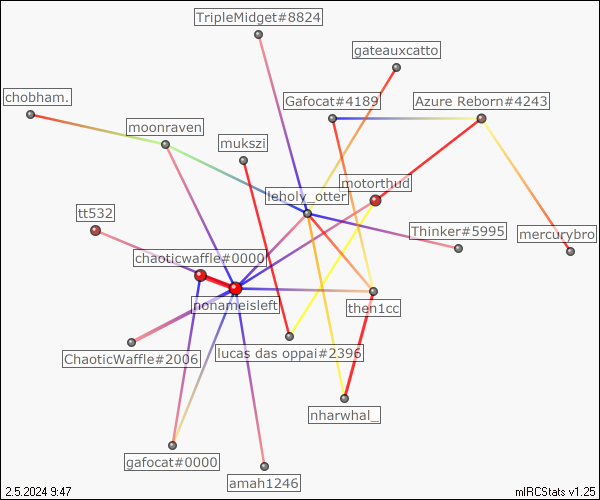 TripleMidget#8824
gateauxcatto
chobham.
Gafocat#4189
Azure Reborn#4243
moonraven
mukszi
motorthud
leholy_otter
tt532
Thinker#5995
mercurybro
chaoticwaffle#0000
nonameisleft
then1cc
ChaoticWaffle#2006
lucas das oppai#2396
nharwhal_
gafocat#0000
amah1246
2.5.2024 9:47
mIRCStats v1.25